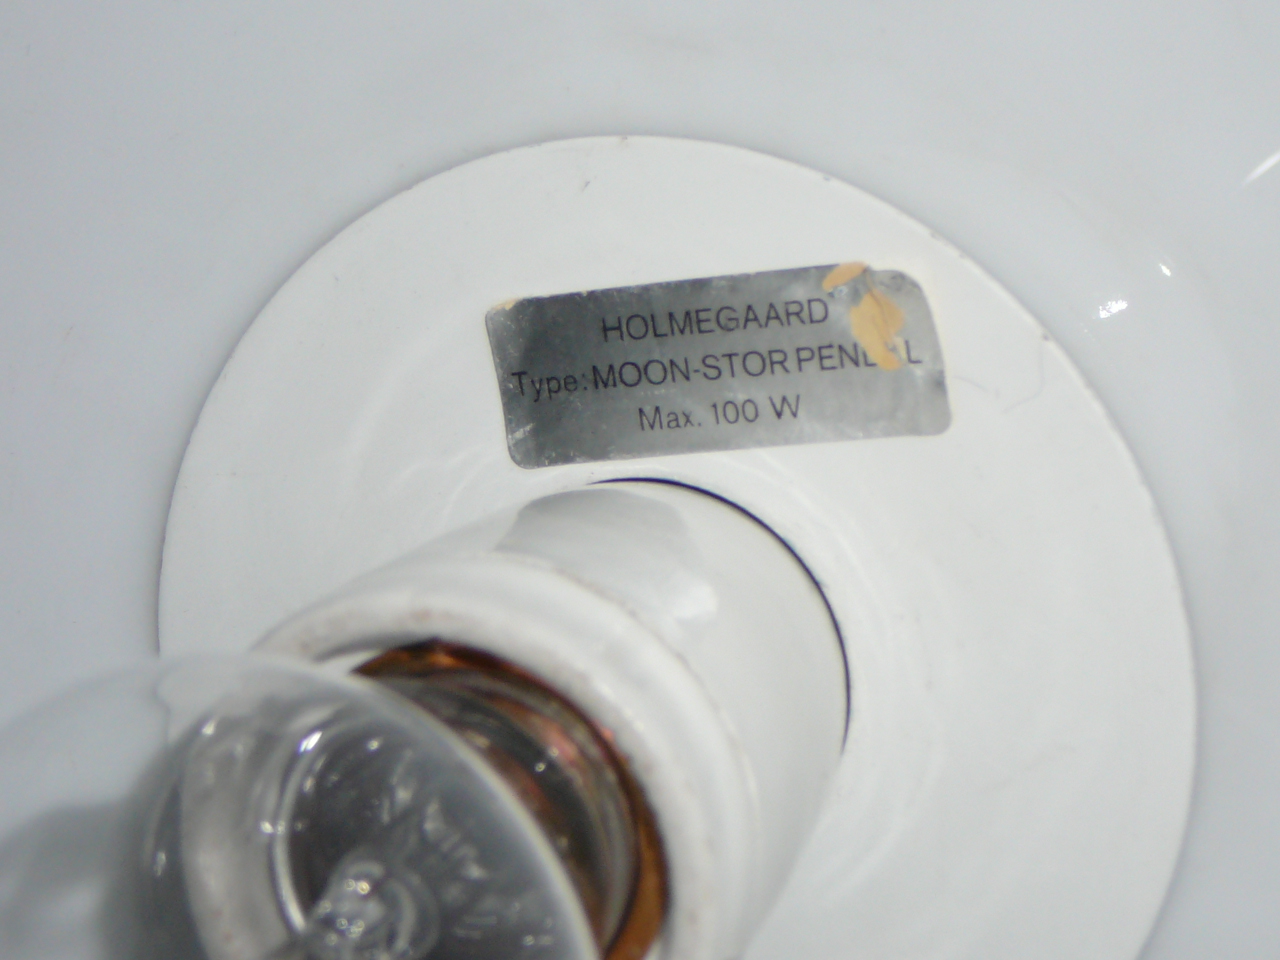 HOLMEGAARD
Type: MOON-STOR
Max. 100 W